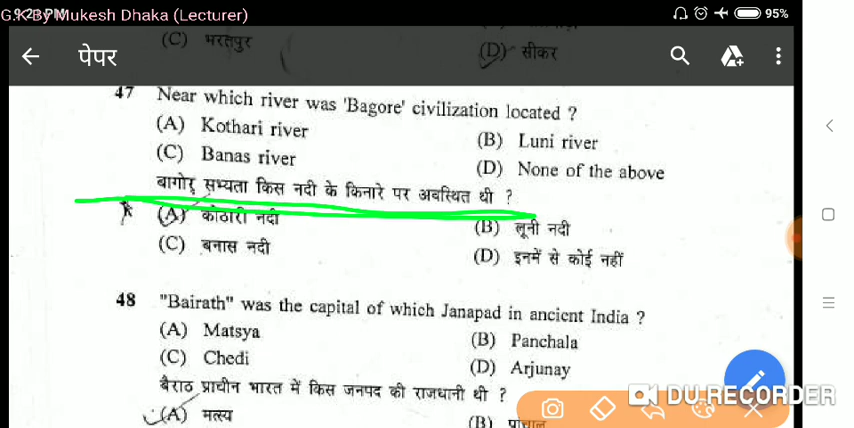 G.K By Mukesh Dhaka (Lecturer)
95%
(C) भरतपुर
(D) सीकर
पेपर
47 Near which river was 'Bagore' civilization located ?
(A) Kothari river
(B) Luni river
(C) Banas river
(D) None of the above
बागोर सभ्यता किस नदी के किनारे पर अवस्थित थी ?
(A) कोठारी नदी
(B) लूनी नदी
(C) बनास नदी
(D) इनमें से कोई नहीं
48 "Bairath" was the capital of which Janapad in ancient India ?
(A) Matsya
(B) Panchala
(C) Chedi
(D) Arjunay
बैराठ प्राचीन भारत में किस जनपद की राजधानी थी ?
DU RECORDER
(A) मत्स्य
(B) पांचाल